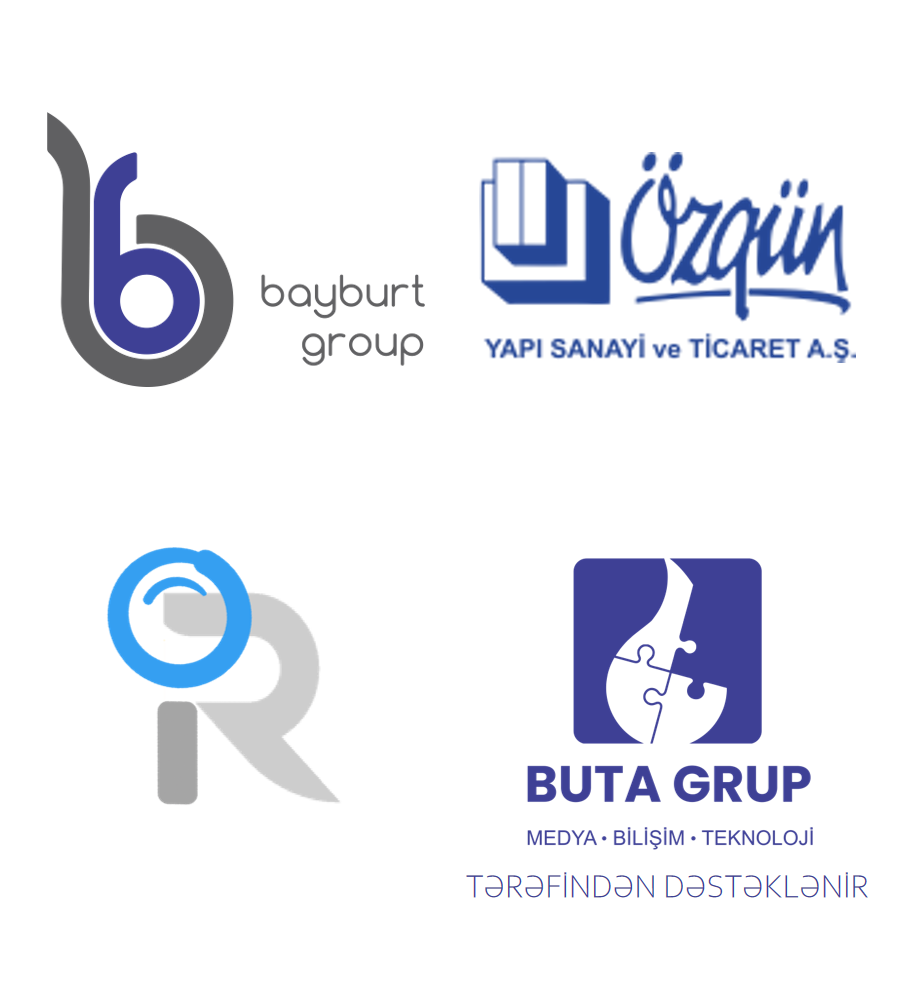 bayburt
group
Özgün
YAPI SANAYİ ve TİCARET A.Ş.
R
BUTA GRUP
MEDYA • BİLİŞİM • TEKNOLOJİ
TƏRƏFİNDƏN DƏSTƏKLƏNİR